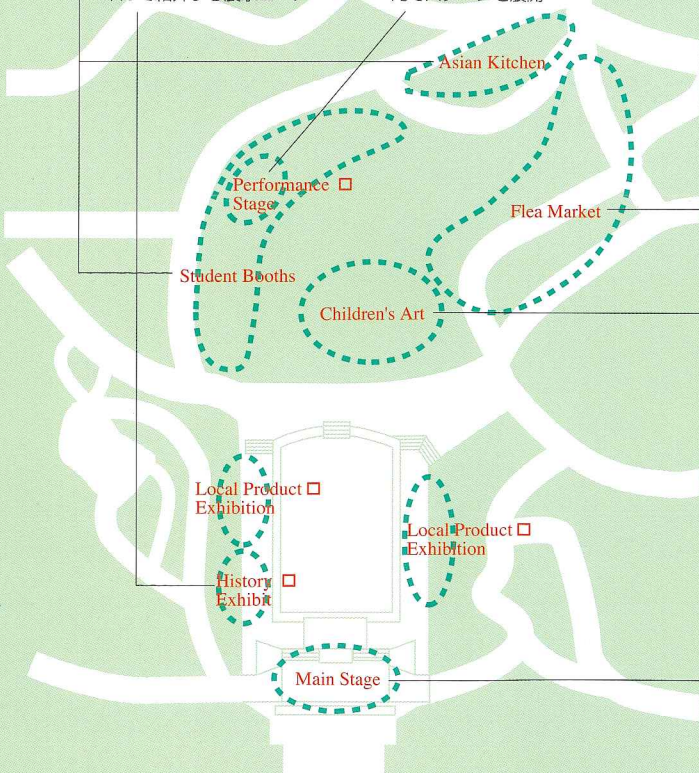 Asian Kitchen
Performance □
Stage
Flea Market
Student Booths
Children's Art
Local Product □
Exhibition
Local Product □
Exhibition
History □
Exhibit
Main Stage